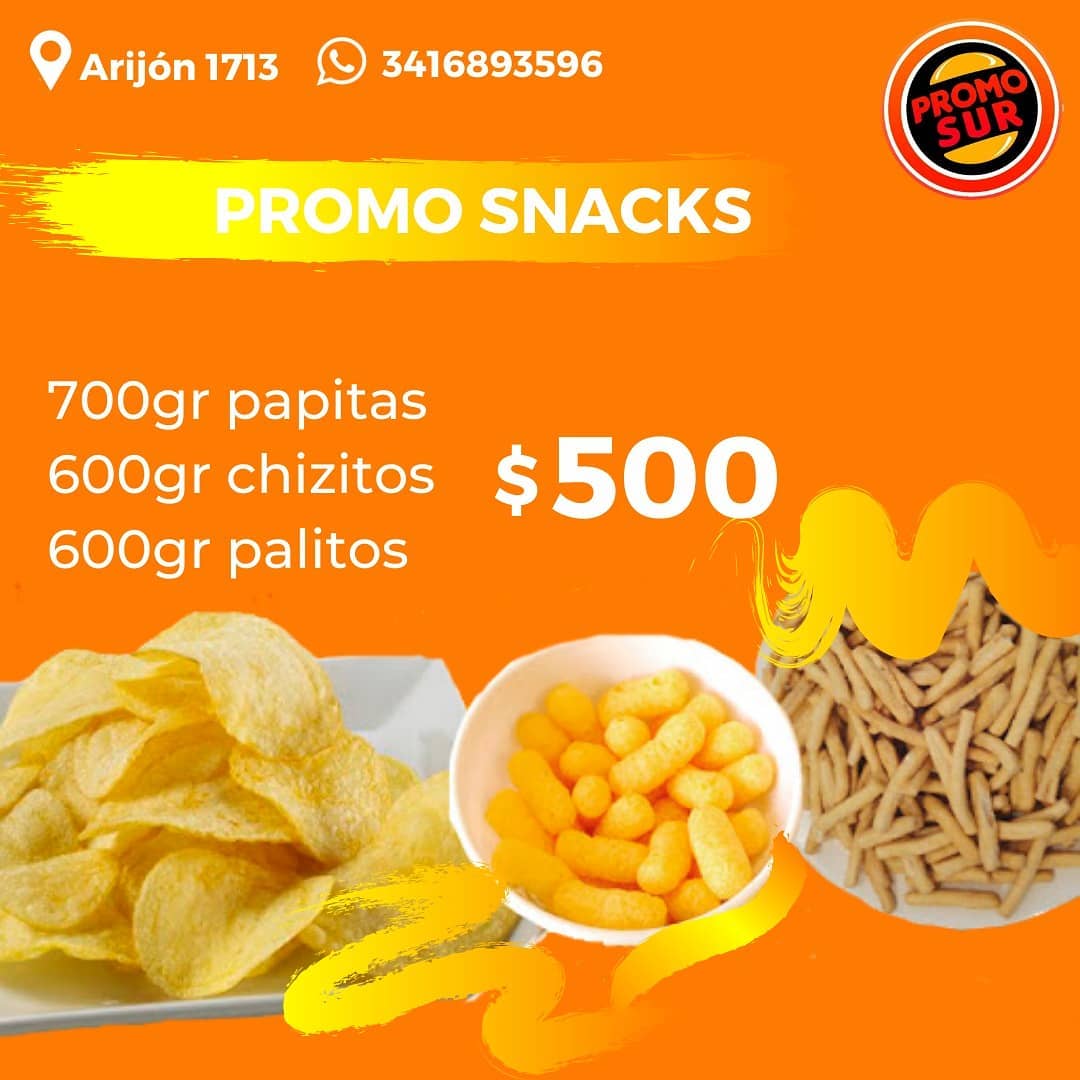 Arijón 1713
3416893596
PROMO
SUR
PROMO SNACKS
700gr papitas
600gr chizitos
600gr palitos
$500